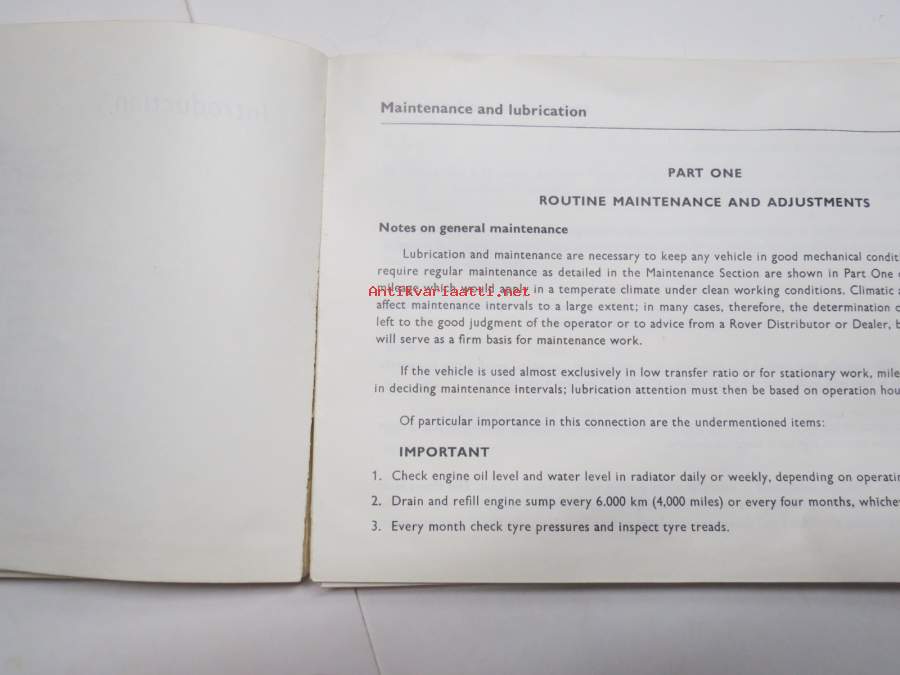 Maintenance and lubrication
PART ONE
ROUTINE MAINTENANCE AND ADJUSTMENTS
Notes on general maintenance
Lubrication and maintenance are necessary to keep any vehicle in good mechanical
require regular maintenance as detailed in the Maintenance Section are shown in Part One
mileage which would apply in a temperate climate under clean working conditions. Climatic
Antikvariaatti.net
affect maintenance intervals to a large extent; in many cases, therefore, the determination
left to the good judgment of the operator or to advice from a Rover Distributor or Dealer,
will serve as a firm basis for maintenance work.
If the vehicle is used almost exclusively in low transfer ratio or for stationary work,
in deciding maintenance intervals; lubrication attention must then be based on operation
Of particular importance in this connection are the undermentioned items:
IMPORTANT
1. Check engine oil level and water level in radiator daily or weekly, depending on
2. Drain and refill engine sump every 6.000 km (4,000 miles) or every four months,
3. Every month check tyre pressures and inspect tyre treads.